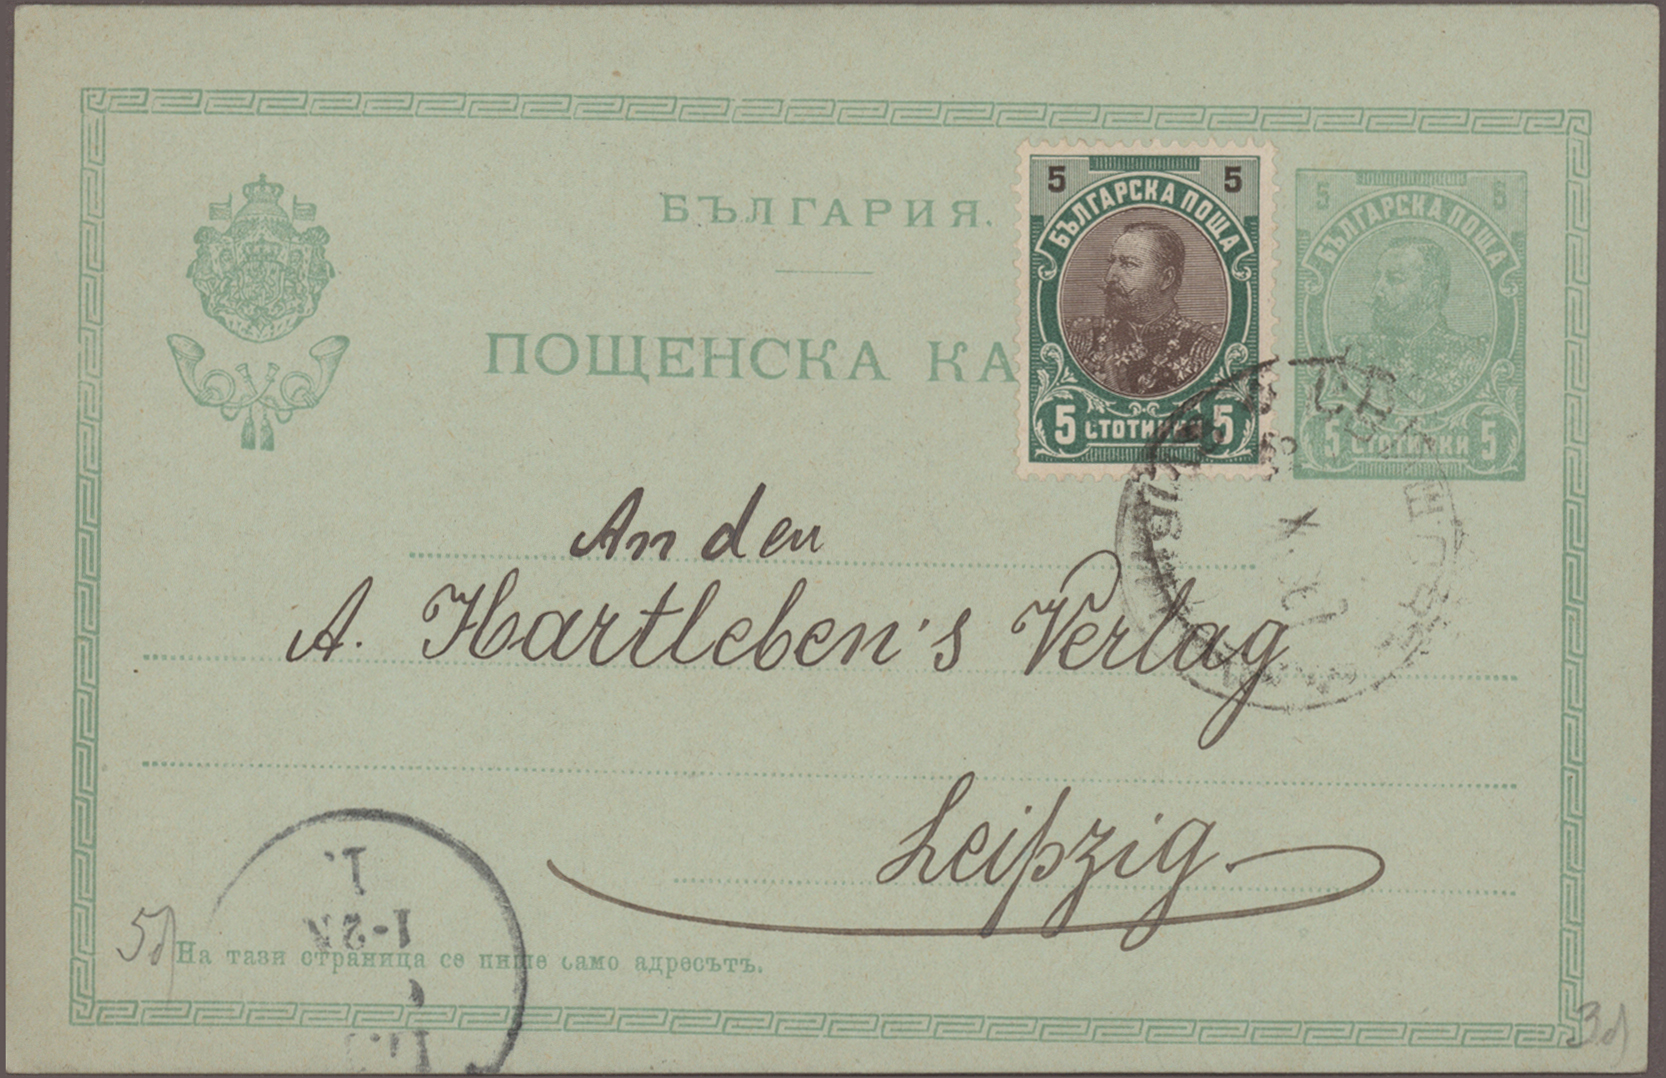 БЪЛГАРИЯ.
ПОЩЕНСКА КА
5 5
БЪЛГАРСКА ПОЩА
5 СТОТИНКИ 5
5 5
БЪЛГАРСКА ПОЩА
5 СТОТИНКИ 5
An den
A. Hartleben's Verlag
Leipzig
На тази страница се пише само адресътъ.